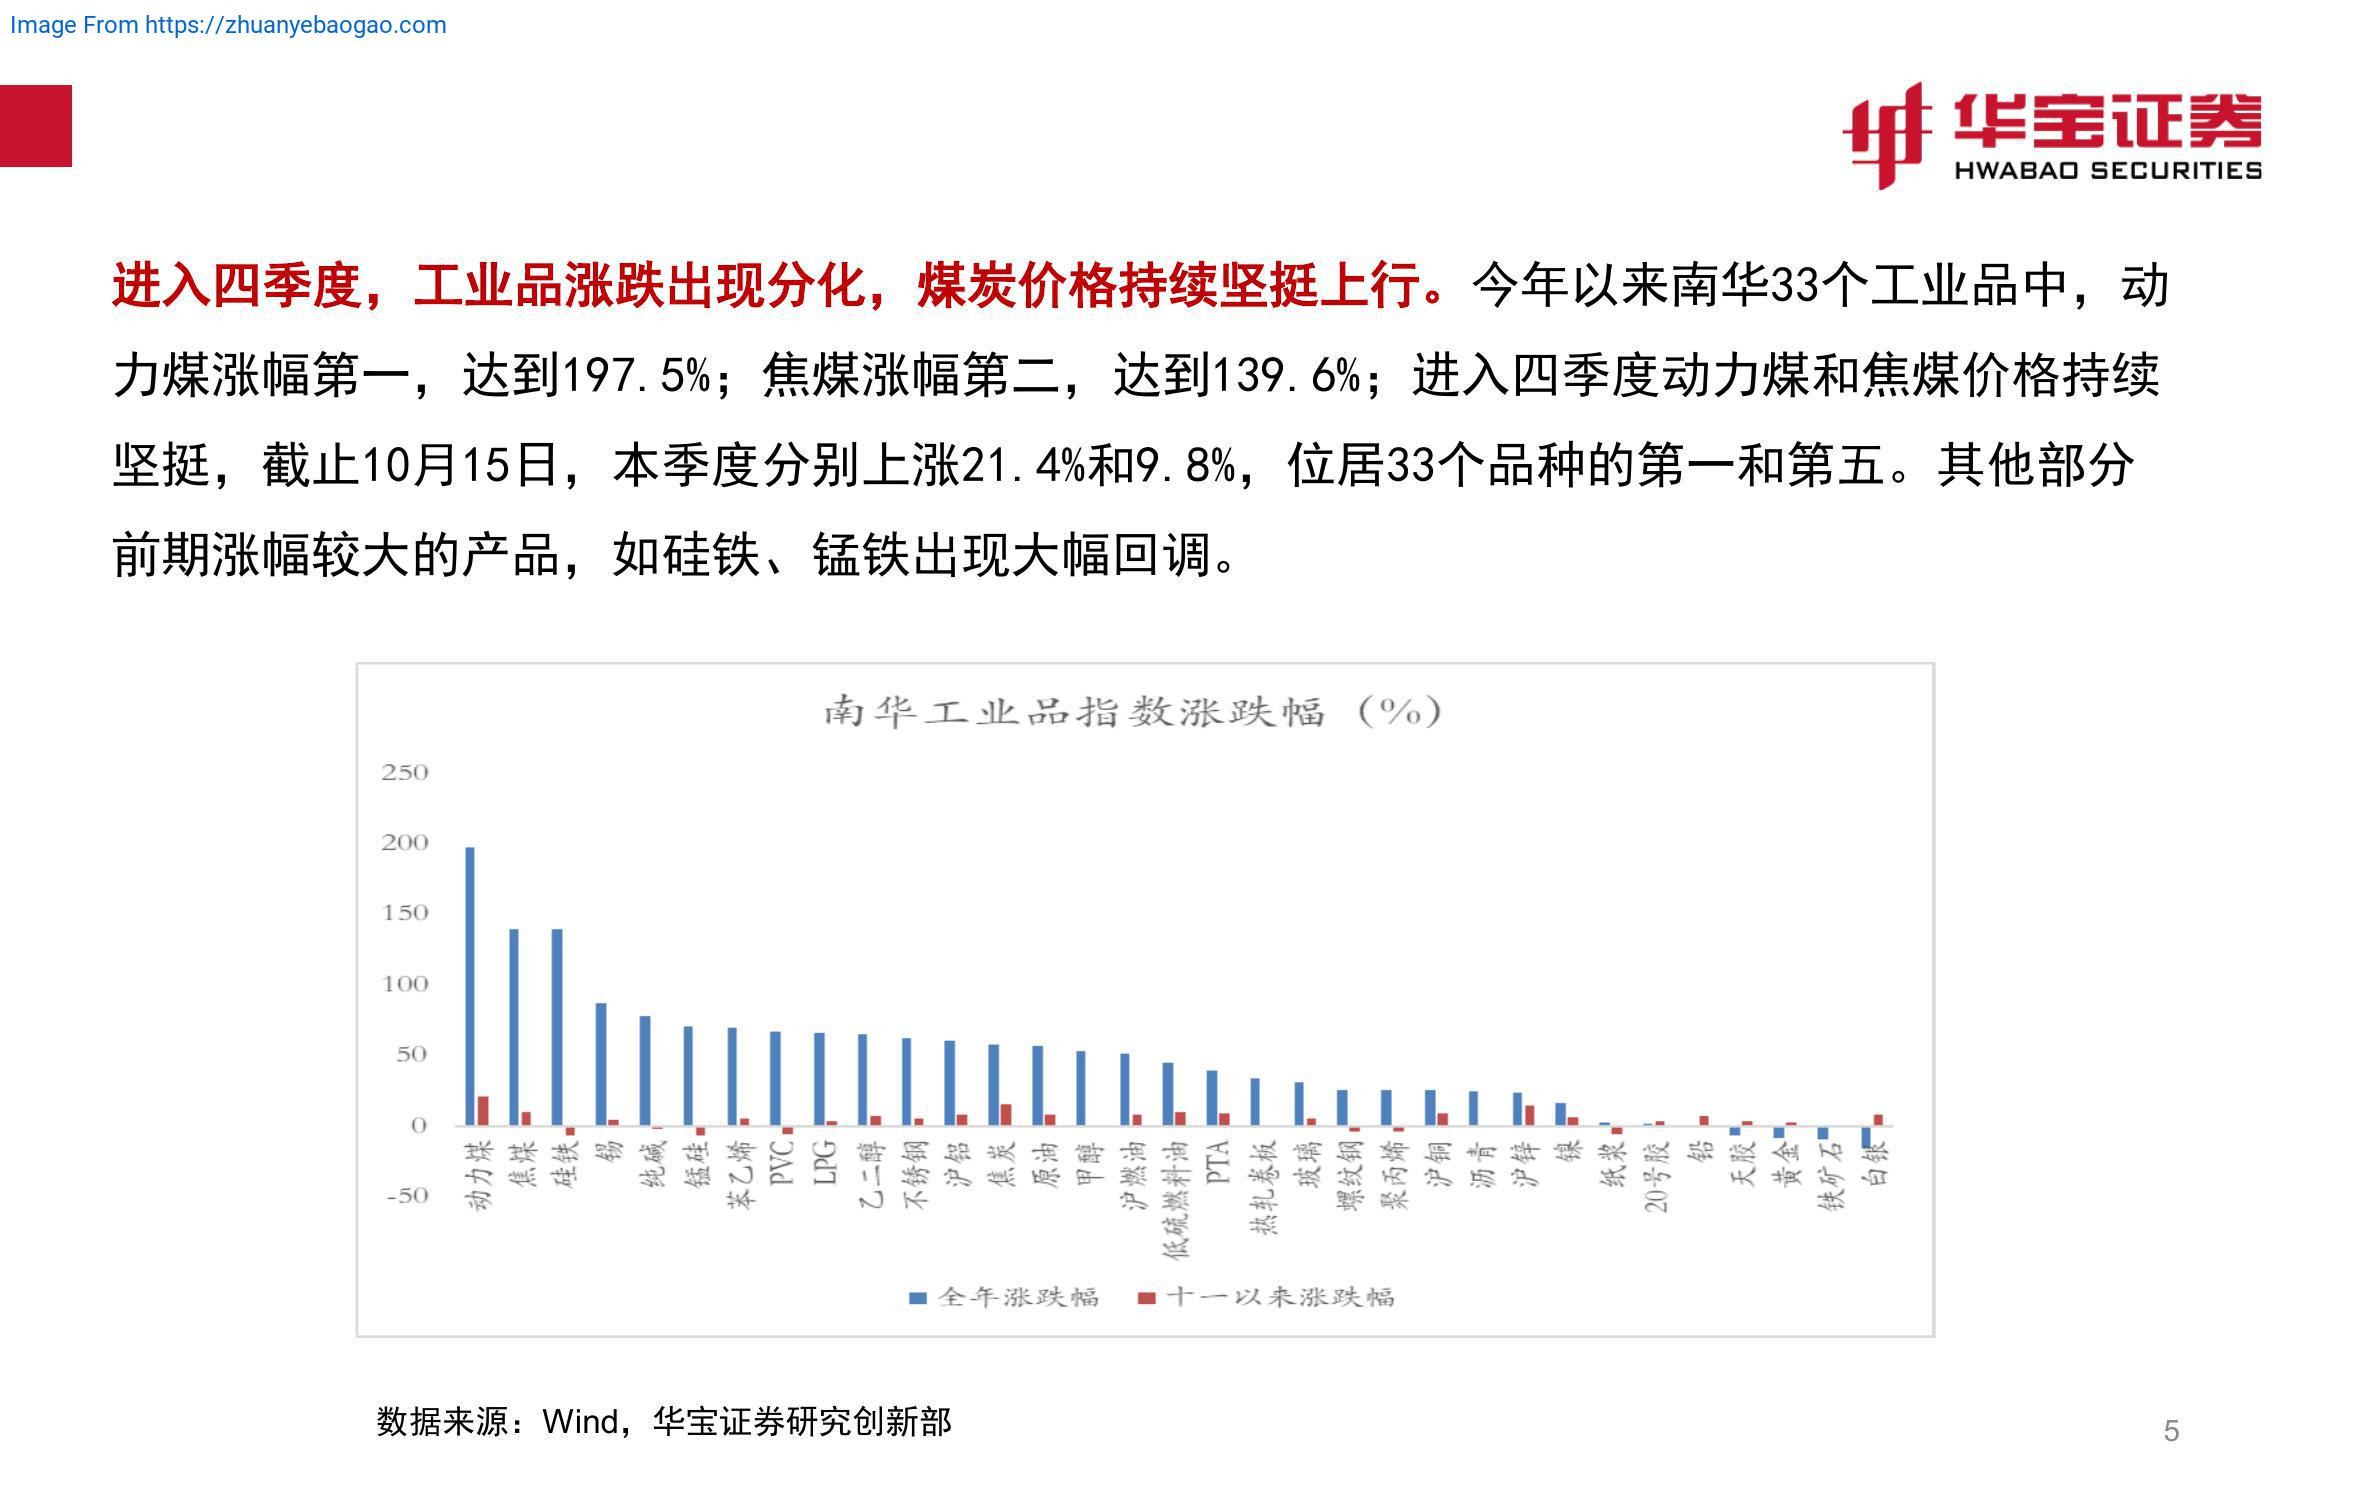 Image From https://zhuanyebaogao.com
华宝证券
HWABAO SECURITIES
进入四季度，工业品涨跌出现分化，煤炭价格持续坚挺上行。今年以来南华33个工业品中，动
力煤涨幅第一，达到197.5%；焦煤涨幅第二，达到139.6%；进入四季度动力煤和焦煤价格持续
坚挺，截止10月15日，本季度分别上涨21.4%和9.8%，位居33个品种的第一和第五。其他部分
前期涨幅较大的产品，如硅铁、锰铁出现大幅回调。
南华工业品指数涨跌幅（%）
250
200
150
100
50
0
-50
动力煤
焦煤
硅铁
锡
纯碱
锰硅
苯乙烯
PVC
LPG
乙二醇
不锈钢
沪铝
焦炭
原油
甲醇
沪燃油
低硫燃料油
PTA
热轧卷板
玻璃
螺纹钢
聚丙烯
沪铜
沥青
沪锌
镍
纸浆
20号胶
铅
天胶
黄金
铁矿石
白银
全年涨跌幅
十一以来涨跌幅
数据来源：Wind，华宝证券研究创新部
5